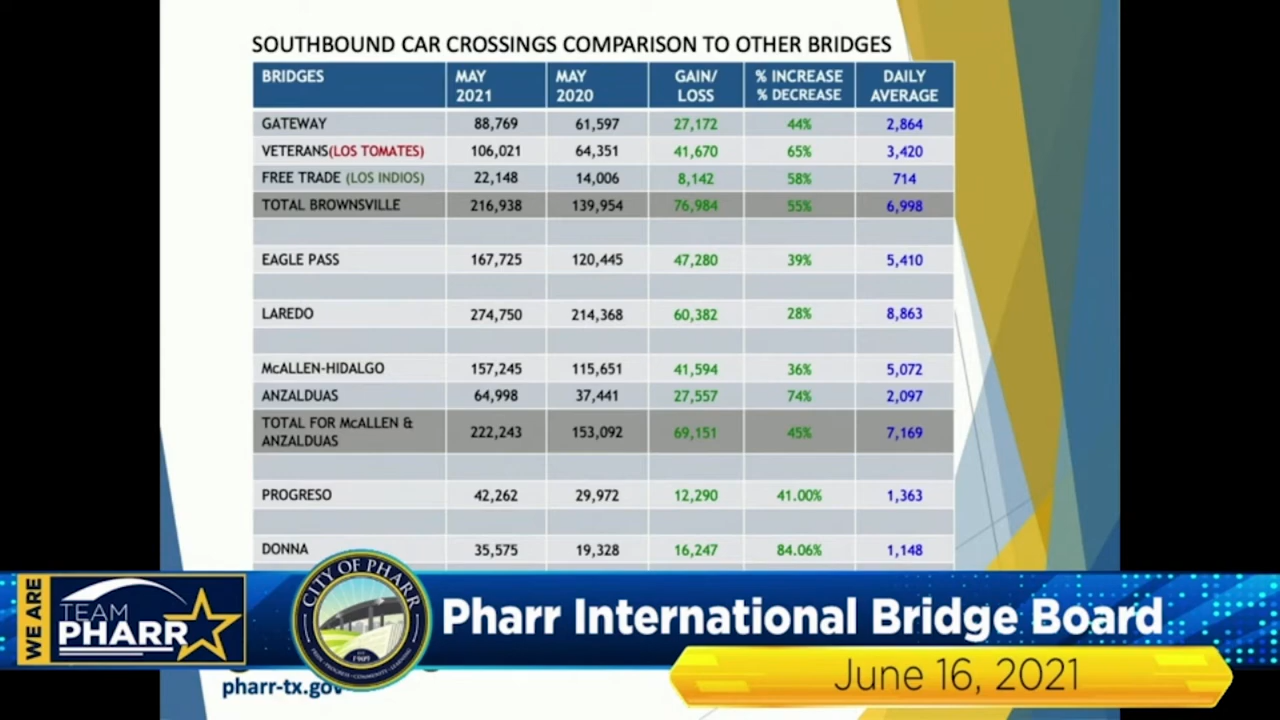 SOUTHBOUND CAR CROSSINGS COMPARISON TO OTHER BRIDGES
BRIDGES MAY 2021 MAY 2020 GAIN/ LOSS % INCREASE % DECREASE DAILY AVERAGE
GATEWAY 88,769 61,597 27,172 44% 2,864
VETERANS(LOS TOMATES) 106,021 64,351 41,670 65% 3,420
FREE TRADE (LOS INDIOS) 22,148 14,006 8,142 58% 714
TOTAL BROWNSVILLE 216,938 139,954 76,984 55% 6,998
EAGLE PASS 167,725 120,445 47,280 39% 5,410
LAREDO 274,750 214,368 60,382 28% 8,863
McALLEN-HIDALGO 157,245 115,651 41,594 36% 5,072
ANZALDUAS 64,998 37,441 27,557 74% 2,097
TOTAL FOR McALLEN & ANZALDUAS 222,243 153,092 69,151 45% 7,169
PROGRESO 42,262 29,972 12,290 41.00% 1,363
DONNA 35,575 19,328 16,247 84.06% 1,148
WE ARE
TEAM
PHARR
CITY OF PHARR
1909
Pharr International Bridge Board
June 16, 2021
pharr-tx.gov